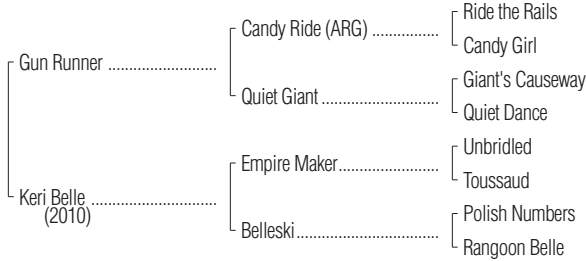 Ride the Rails
Candy Ride (ARG) ................
Candy Girl
Gun Runner ..........................
Giant's Causeway
Quiet Giant ............................
Quiet Dance
Unbridled
Empire Maker........................
Toussaud
Keri Belle ..............................
(2010)
Polish Numbers
Belleski..................................
Rangoon Belle